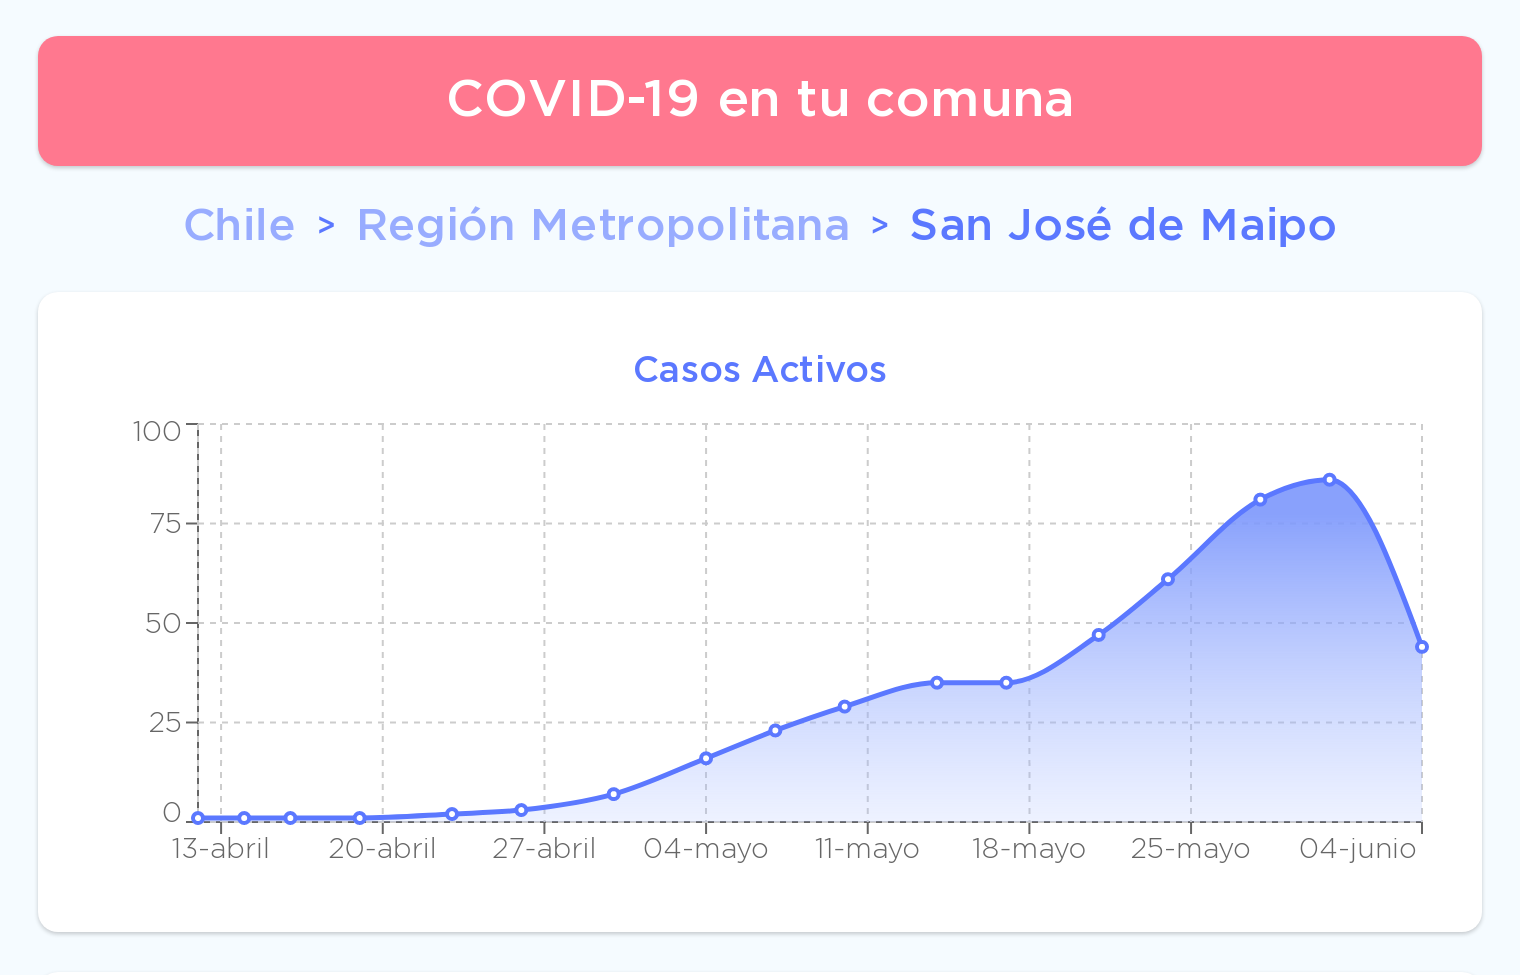 COVID-19 en tu comuna
Chile > Región Metropolitana > San José de Maipo
Casos Activos
100
75
50
25
0
13-abril 20-abril 27-abril 04-mayo 11-mayo 18-mayo 25-mayo 04-junio